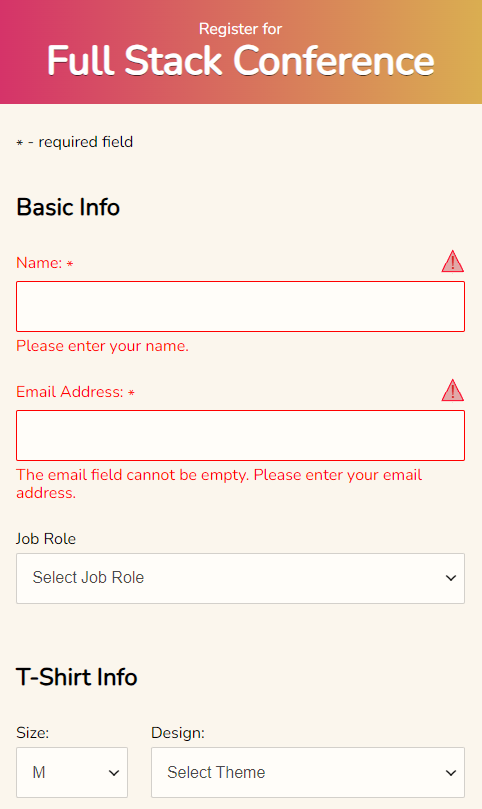 Register for
Full Stack Conference
* - required field
Basic Info
Name: *
Please enter your name.
Email Address: *
The email field cannot be empty. Please enter your email
address.
Job Role
Select Job Role
T-Shirt Info
Size: Design:
M Select Theme